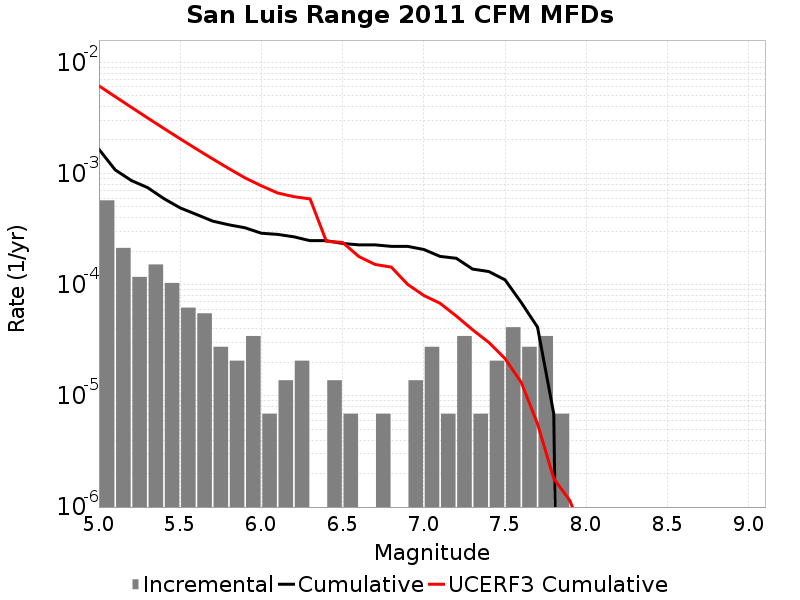 San Luis Range 2011 CFM MFDs
Rate (1/yr)
10-2
10-3
10-4
10-5
10-6
5.0 5.5 6.0 6.5 7.0 7.5 8.0 8.5 9.0
Magnitude
Incremental Cumulative UCERF3 Cumulative